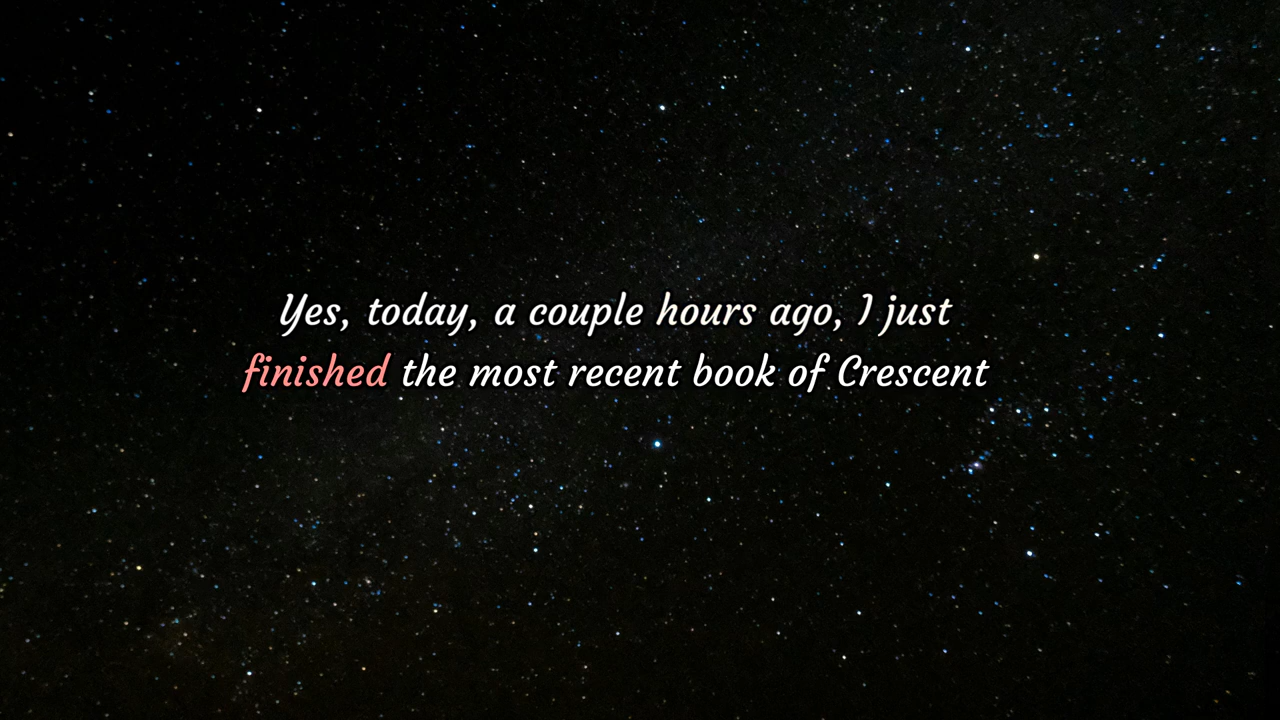 Yes, today, a couple hours ago, I just
finished the most recent book of Crescent